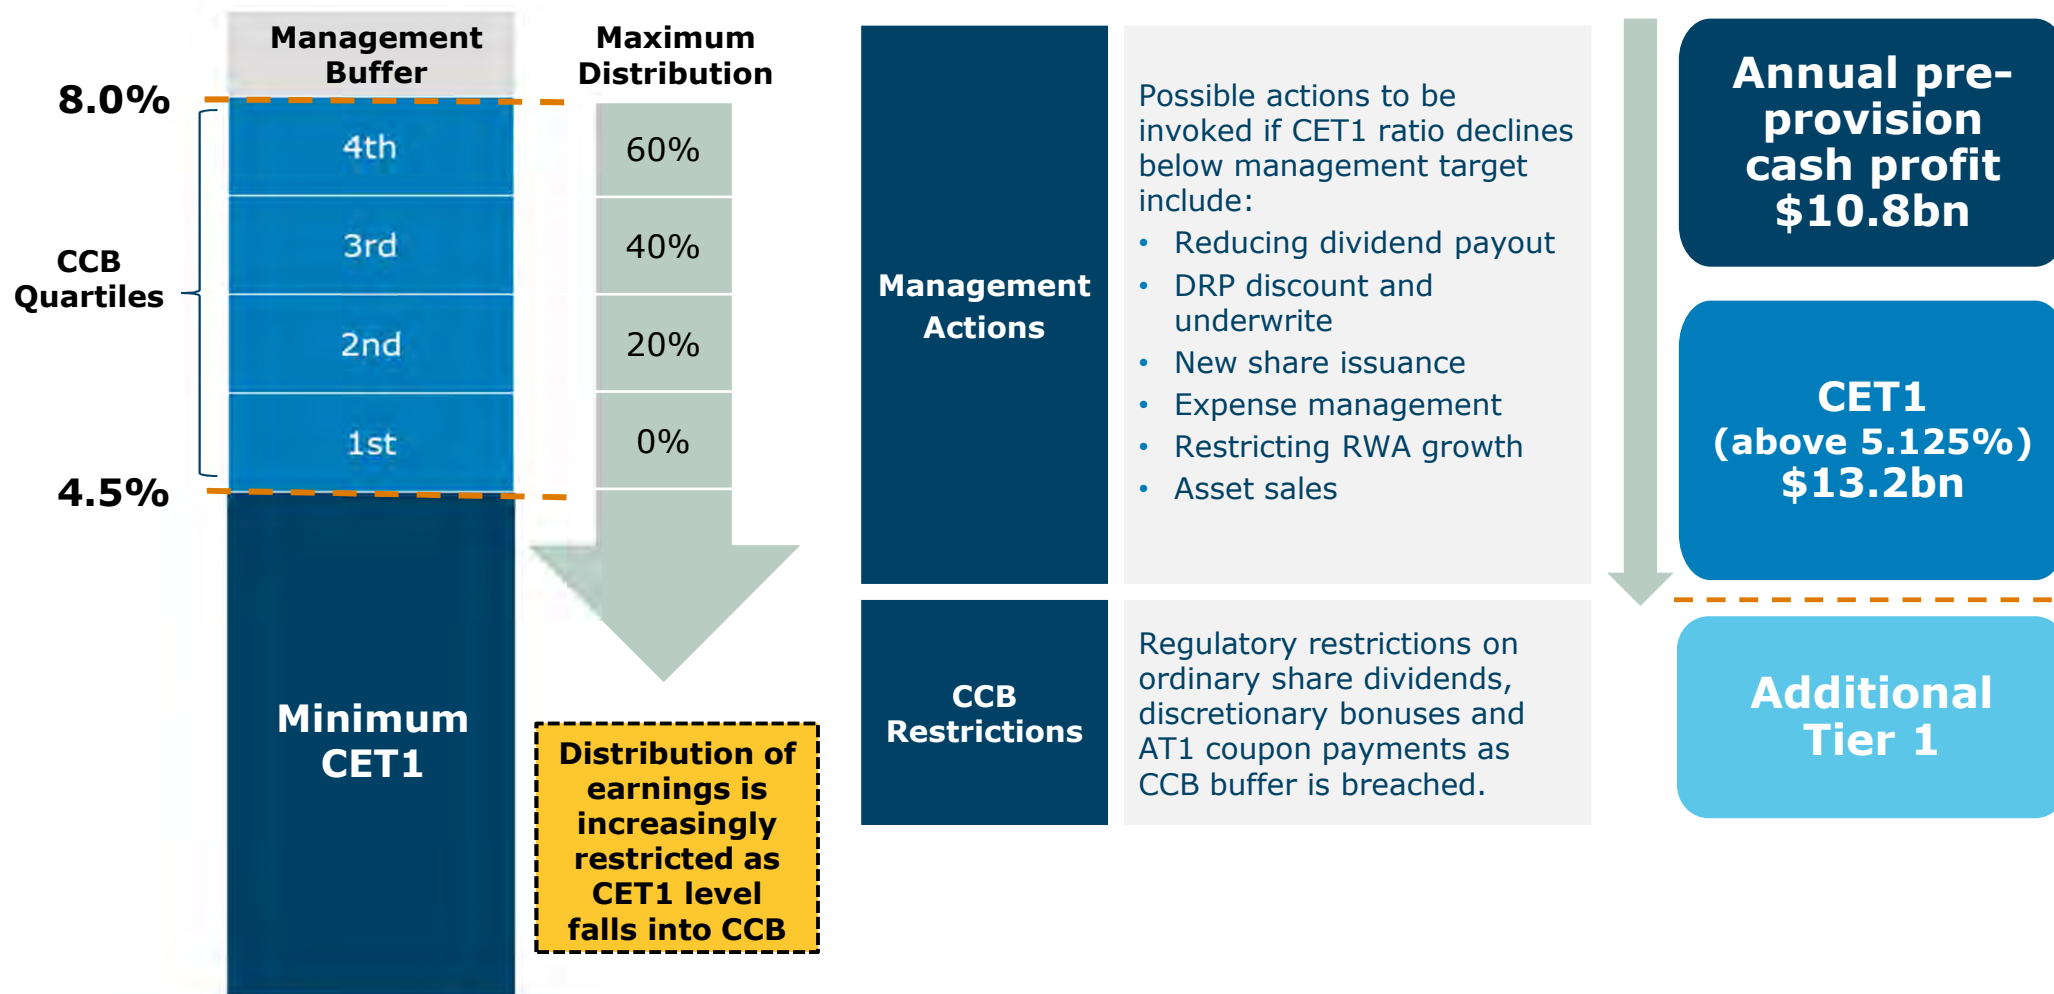 Management
Buffer
Maximum
Distribution
8.0%
CCB
Quartiles
4th
60%
3rd
40%
2nd
20%
1st
0%
4.5%
Minimum
CET1
Distribution of
earnings is
increasingly
restricted as
CET1 level
falls into CCB
Management
Actions
Possible actions to be
invoked if CET1 ratio declines
below management target
include:
• Reducing dividend payout
• DRP discount and
underwrite
• New share issuance
• Expense management
• Restricting RWA growth
• Asset sales
CCB
Restrictions
Regulatory restrictions on
ordinary share dividends,
discretionary bonuses and
AT1 coupon payments as
CCB buffer is breached.
Annual pre-
provision
cash profit
$10.8bn
CET1
(above 5.125%)
$13.2bn
Additional
Tier 1